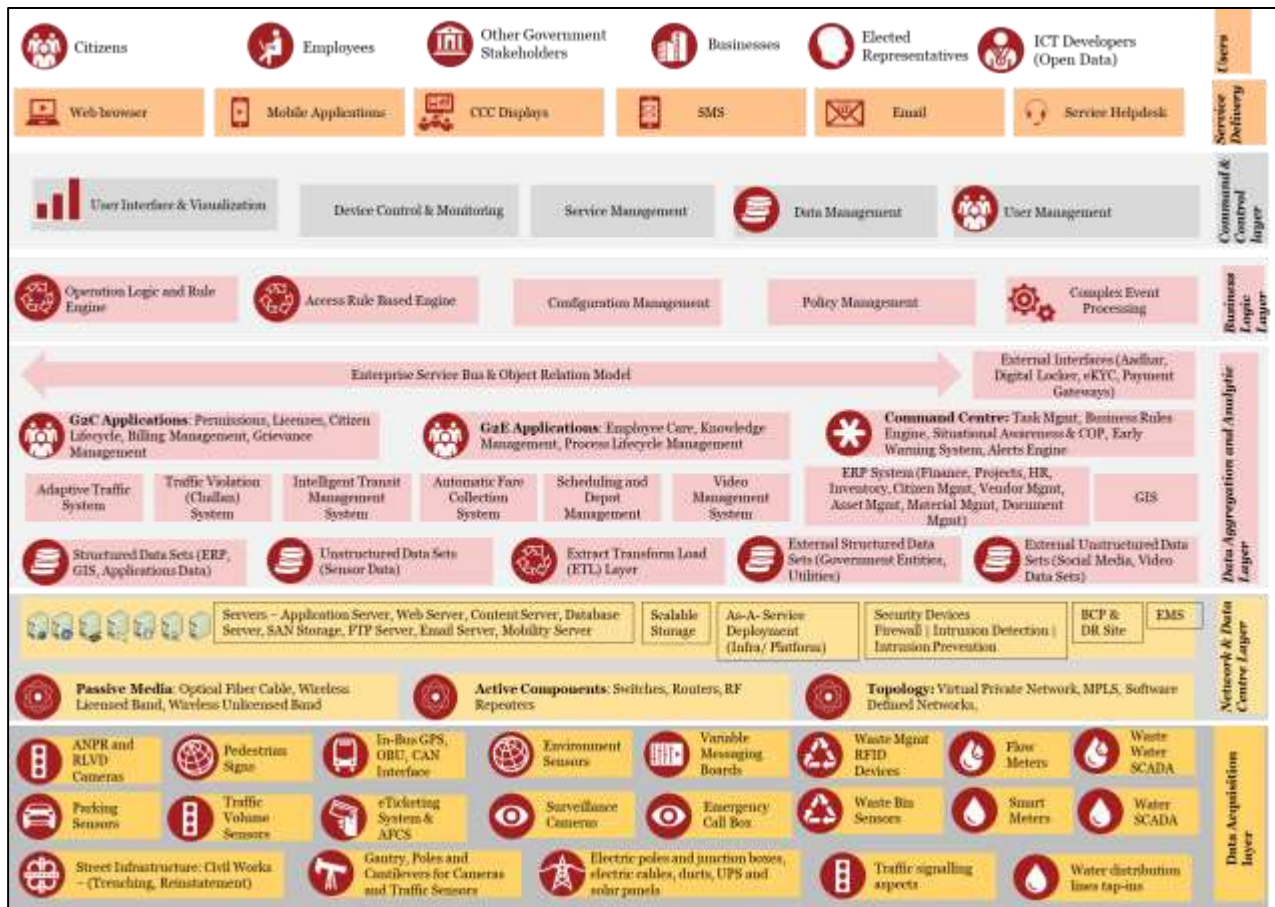 Citizens
Employees
Other Government
Stakeholders
Businesses
Elected
Representatives
ICT Developers
(Open Data)
Users
Web browser
Mobile Applications
CCC Displays
SMS
Email
Service Helpdesk
Service
Delivery
User Interface & Visualization
Device Control & Monitoring
Service Management
Data Management
User Management
Command &
Control
layer
Operation Logic and Rule
Engine
Access Rule Based Engine
Configuration Management
Policy Management
Complex Event
Processing
Business
Logic
Layer
Enterprise Service Bus & Object Relation Model
External Interfaces (Aadhar,
Digital Locker, eKYC, Payment
Gateways)
G2C Applications: Permissions, Licenses, Citizen
Lifecycle, Billing Management, Grievance
Management
G2E Applications: Employee Care, Knowledge
Management, Process Lifecycle Management
Command Centre: Task Mgmt, Business Rules
Engine, Situational Awareness & COP, Early
Warning System, Alerts Engine
Adaptive Traffic
System
Traffic Violation
(Challan)
System
Intelligent Transit
Management
System
Automatic Fare
Collection
System
Scheduling and
Depot
Management
Video
Management
System
ERP System (Finance, Projects, HR,
Inventory, Citizen Mgmt, Vendor Mgmt,
Asset Mgmt, Material Mgmt, Document
Mgmt)
GIS
Structured Data Sets (ERP,
GIS, Applications Data)
Unstructured Data Sets
(Sensor Data)
Extract Transform Load
(ETL) Layer
External Structured Data
Sets (Government Entities,
Utilities)
External Unstructured Data
Sets (Social Media, Video
Data Sets)
Data Aggregation and Analytic
Layer
Servers – Application Server, Web Server, Content Server, Database
Server, SAN Storage, FTP Server, Email Server, Mobility Server
Scalable
Storage
As-A-Service
Deployment
(Infra/ Platform)
Security Devices
Firewall | Intrusion Detection |
Intrusion Prevention
BCP &
DR Site
EMS
Passive Media: Optical Fiber Cable, Wireless
Licensed Band, Wireless Unlicensed Band
Active Components: Switches, Routers, RF
Repeaters
Topology: Virtual Private Network, MPLS, Software
Defined Networks,
Network & Data
Centre Layer
ANPR and
RLVD
Cameras
Pedestrian
Signs
In-Bus GPS,
OBU, CAN
Interface
Environment
Sensors
Variable
Messaging
Boards
Waste Mgmt
RFID
Devices
Flow
Meters
Waste
Water
SCADA
Parking
Sensors
Traffic
Volume
Sensors
eTicketing
System &
AFCS
Surveillance
Cameras
Emergency
Call Box
Waste Bin
Sensors
Smart
Meters
Water
SCADA
Street Infrastructure: Civil Works
– (Trenching, Reinstatement)
Gantry, Poles and
Cantilevers for Cameras
and Traffic Sensors
Electric poles and junction boxes,
electric cables, ducts, UPS and
solar panels
Traffic signalling
aspects
Water distribution
lines tap-ins
Data Acquisition
layer